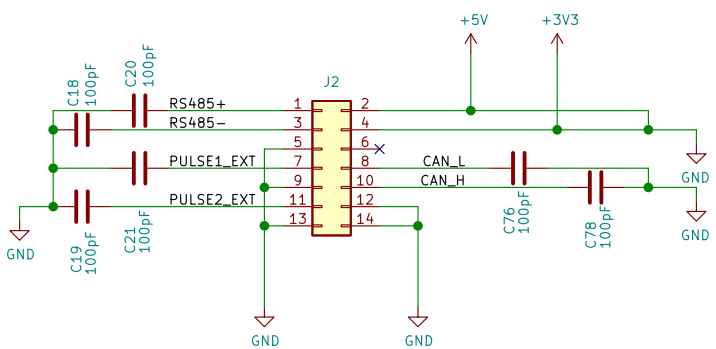 +5V
+3V3
C18
100pF
C20
100pF
J2
RS485+
1
2
RS485-
3
4
5
6
PULSE1_EXT
7
8
CAN_L
9
10
CAN_H
PULSE2_EXT
11
12
13
14
GND
GND
GND
C19
100pF
C21
100pF
C76
100pF
C78
100pF
GND
GND